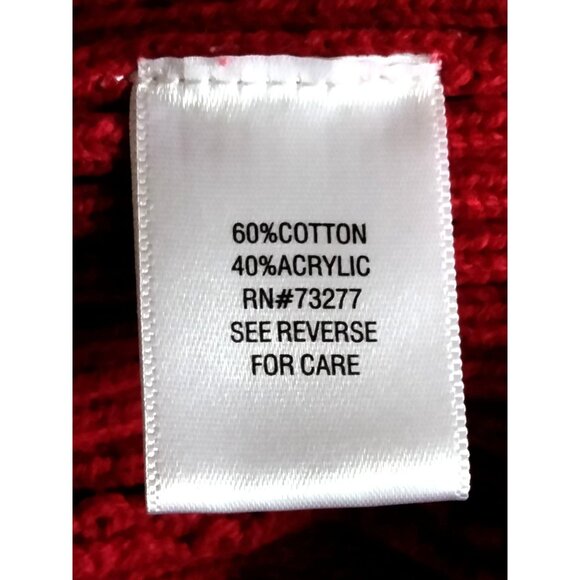 60%COTTON
40%ACRYLIC
RN#73277
SEE REVERSE
FOR CARE